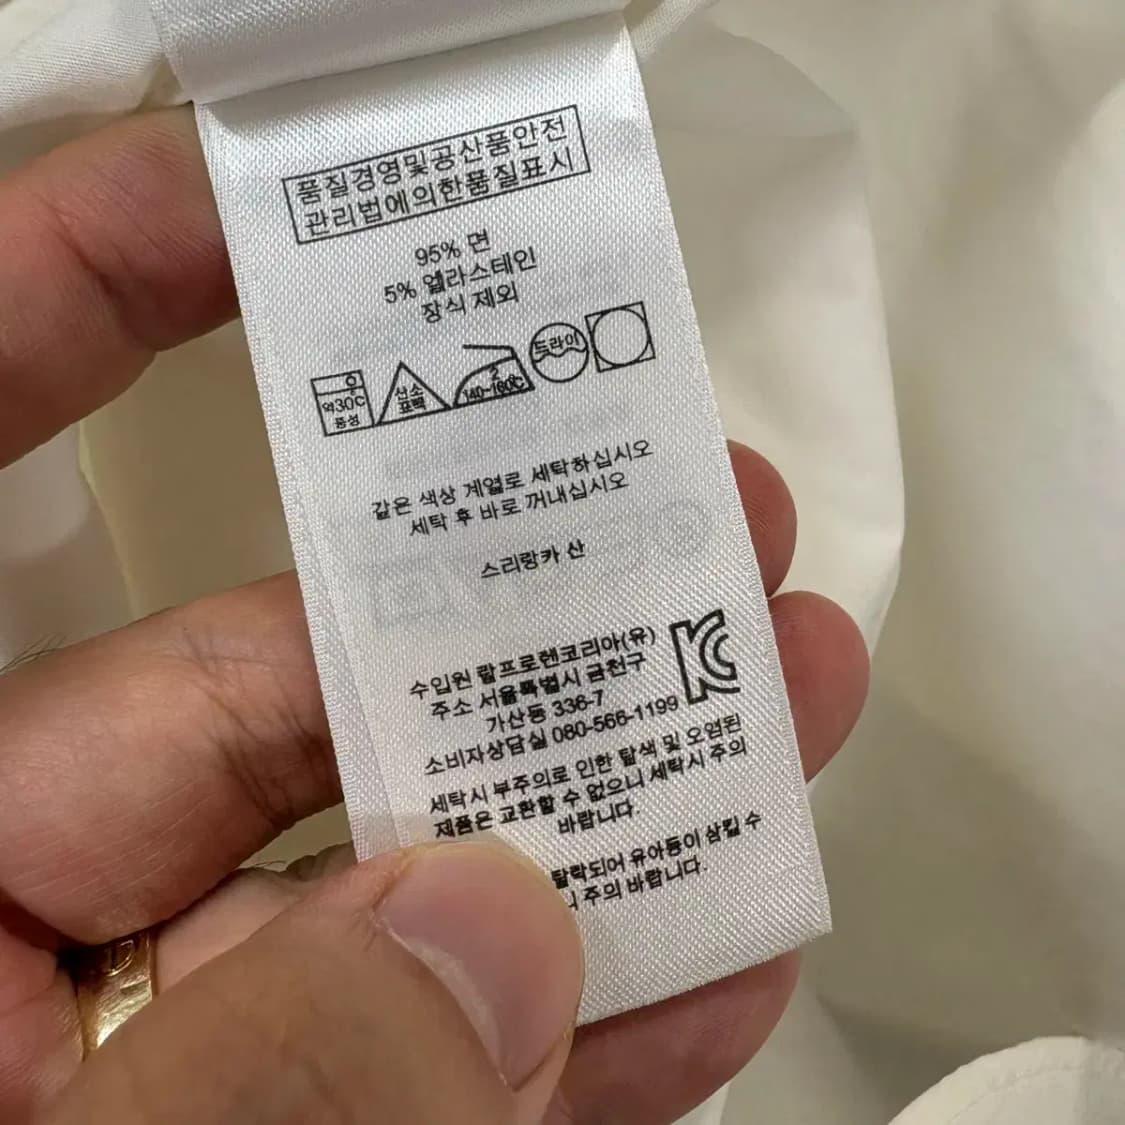 품질경영및공산품안전
관리법에의한품질표시
95% 면
5% 엘라스테인
장식 제외
약30℃
중성
산소
표백
2
140~160℃
드라이
같은 색상 계열로 세탁하십시오
세탁 후 바로 꺼내십시오
스리랑카 산
수입원 랄프로렌코리아(유)
주소 서울특별시 금천구
가산동 336-7
소비자상담실 080-566-1199
세탁시 부주의로 인한 탈색 및 오염된
제품은 교환할 수 없으니 세탁시 주의
바랍니다.
탈락되어 유아등이 삼킬 수
니 주의 바랍니다.